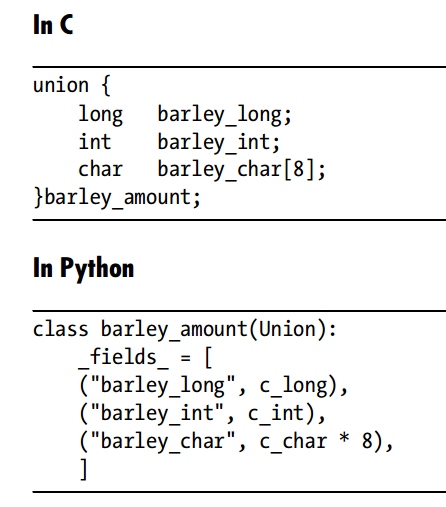 In C
union {
    long   barley_long;
    int    barley_int;
    char   barley_char[8];
}barley_amount;
In Python
class barley_amount(Union):
    _fields_ = [
    ("barley_long", c_long),
    ("barley_int", c_int),
    ("barley_char", c_char * 8),
    ]